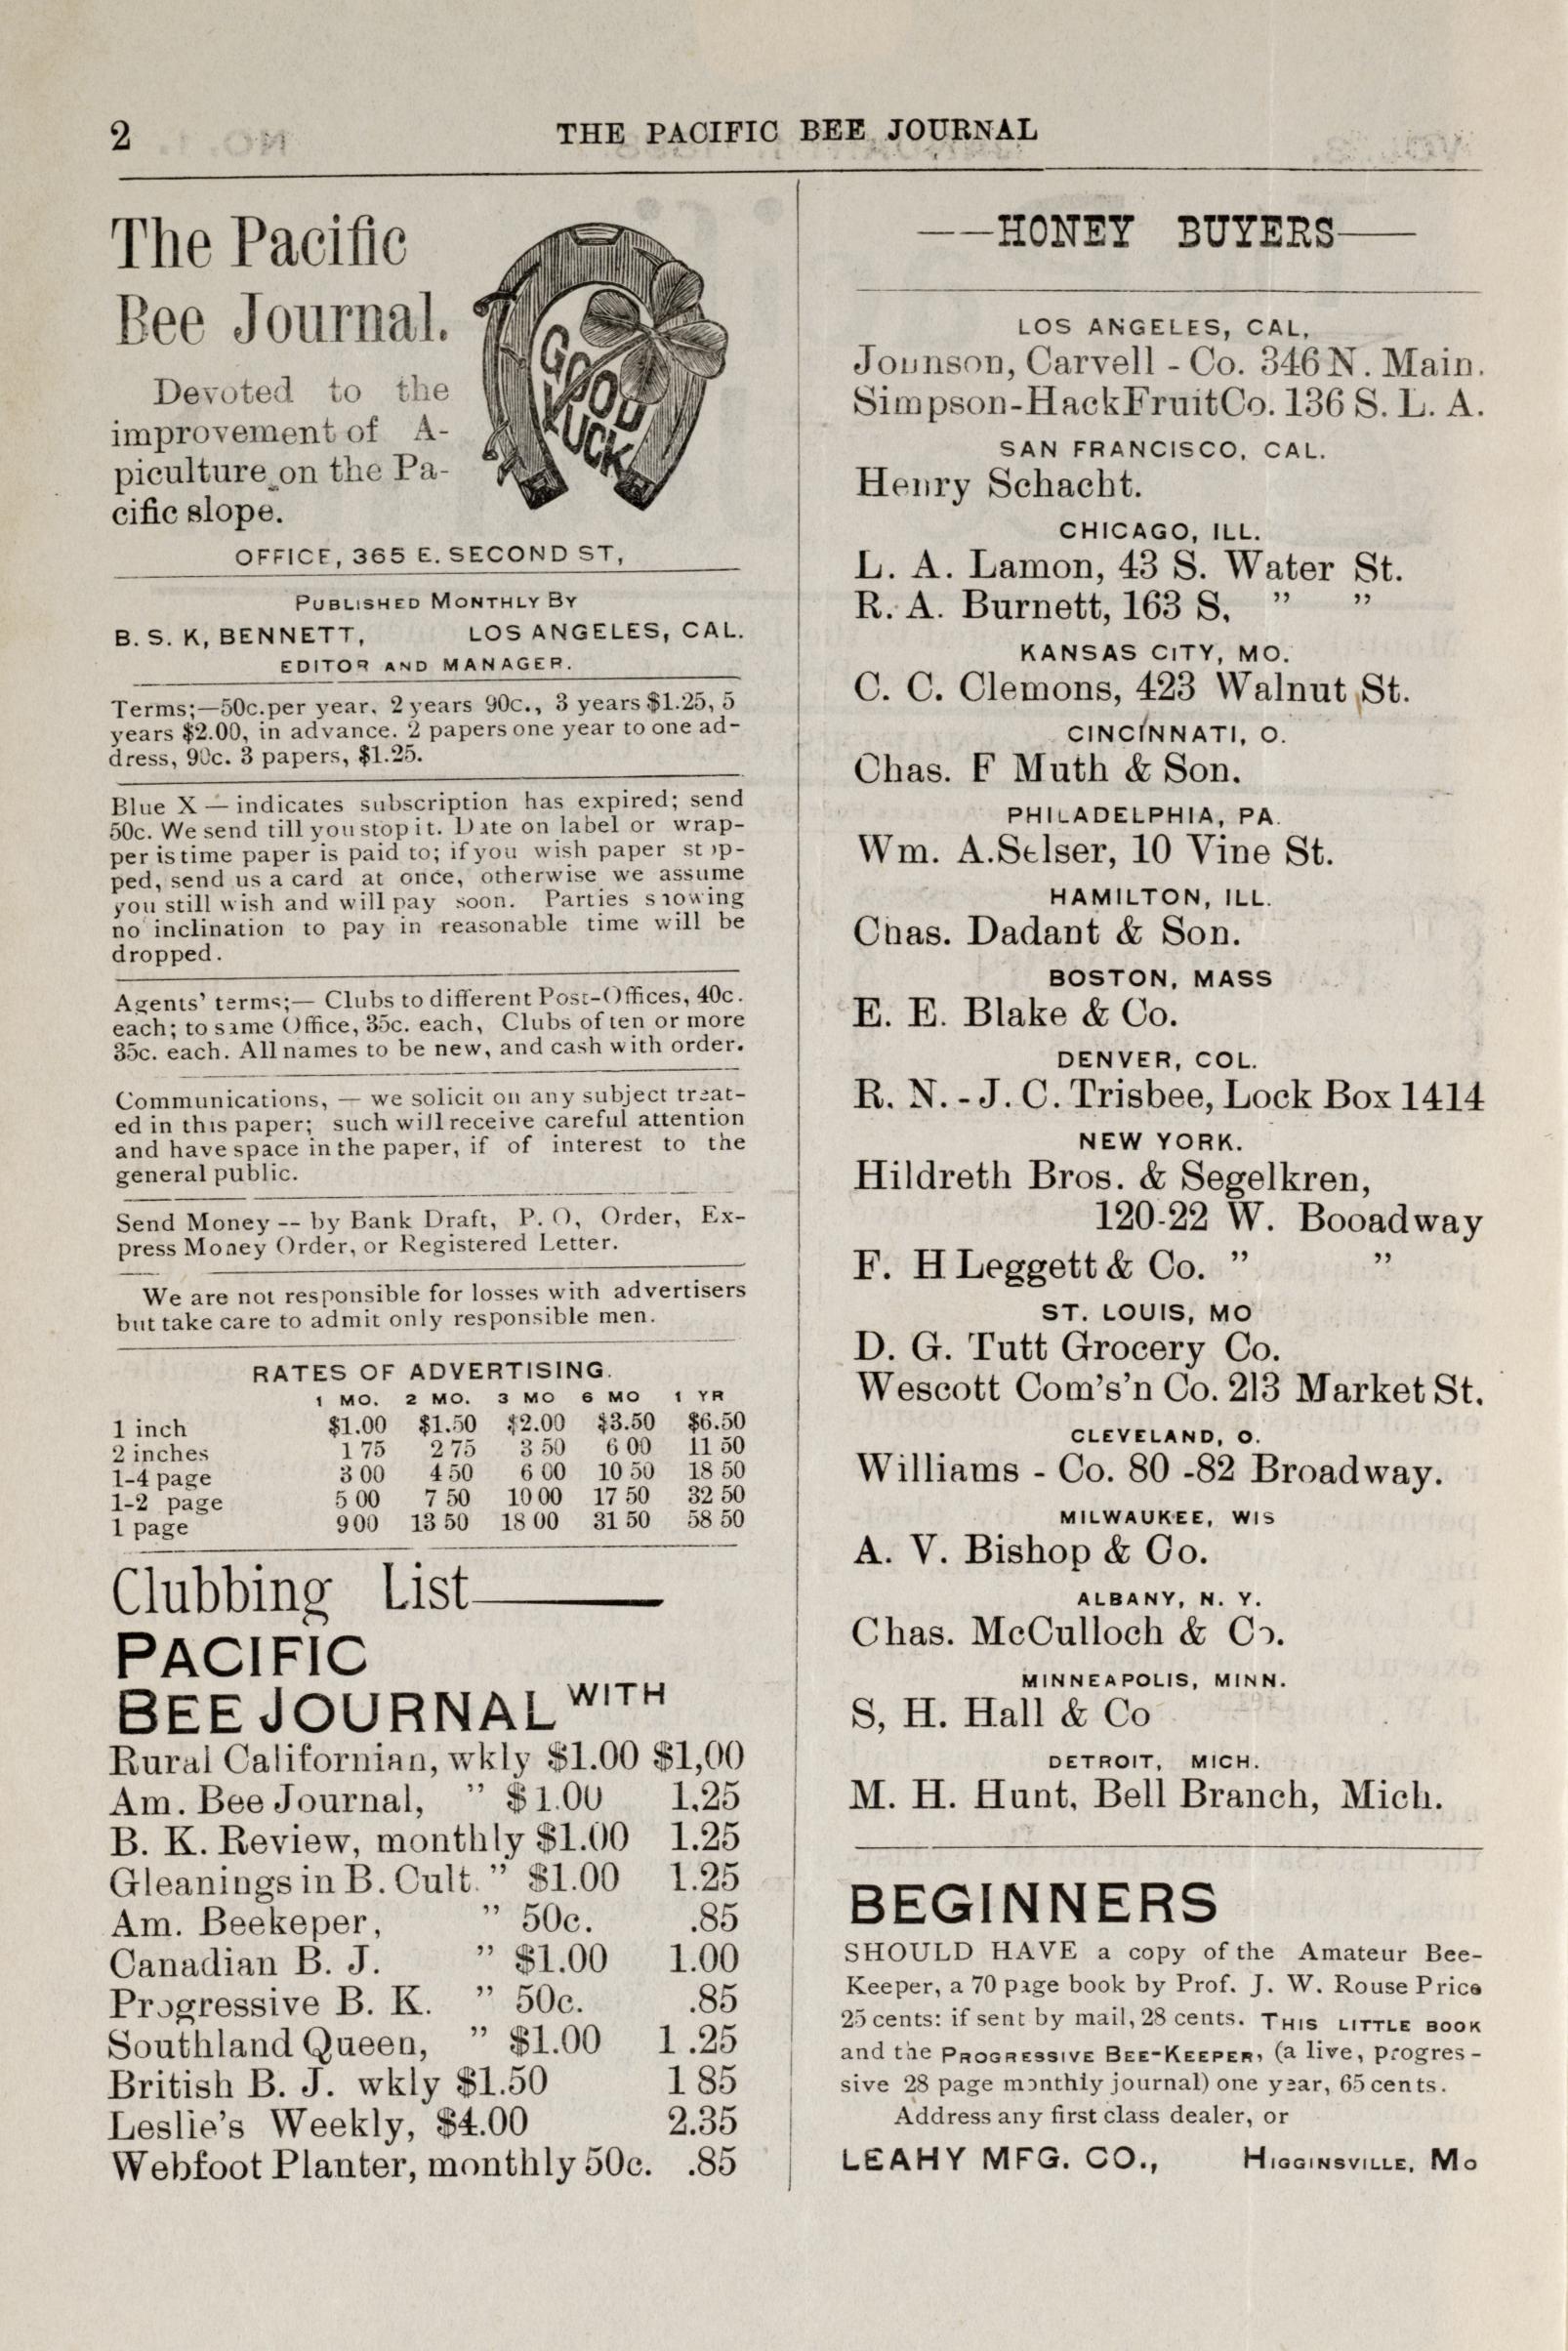 2
THE PACIFIC BEE JOURNAL
The Pacific
Bee Journal.
GOOD
LUCK
Devoted to the
improvement of A-
piculture on the Pa-
cific slope.
OFFICE, 365 E. SECOND ST,
PUBLISHED MONTHLY BY
B. S. K, BENNETT, LOS ANGELES, CAL.
EDITOR AND MANAGER.
Terms;—50c. per year, 2 years 90c., 3 years $1.25, 5
years $2.00, in advance. 2 papers one year to one ad-
dress, 90c. 3 papers, $1.25.
Blue X — indicates subscription has expired; send
50c. We send till you stop it. Date on label or wrap-
per is time paper is paid to; if you wish paper stop-
ped, send us a card at once, otherwise we assume
you still wish and will pay soon. Parties showing
no inclination to pay in reasonable time will be
dropped.
Agents' terms;— Clubs to different Post-Offices, 40c.
each; to same Office, 35c. each, Clubs of ten or more
35c. each. All names to be new, and cash with order.
Communications, — we solicit on any subject treat-
ed in this paper; such will receive careful attention
and have space in the paper, if of interest to the
general public.
Send Money -- by Bank Draft, P. O, Order, Ex-
press Money Order, or Registered Letter.
We are not responsible for losses with advertisers
but take care to admit only responsible men.
RATES OF ADVERTISING.
1 MO. 2 MO. 3 MO 6 MO 1 YR
1 inch $1.00 $1.50 $2.00 $3.50 $6.50
2 inches 1 75 2 75 3 50 6 00 11 50
1-4 page 3 00 4 50 6 00 10 50 18 50
1-2 page 5 00 7 50 10 00 17 50 32 50
1 page 9 00 13 50 18 00 31 50 58 50
Clubbing List
PACIFIC
BEE JOURNAL WITH
Rural Californian, wkly $1.00 $1,00
Am. Bee Journal, " $1.00 1.25
B. K. Review, monthly $1.00 1.25
Gleanings in B. Cult. " $1.00 1.25
Am. Beekeper, " 50c. .85
Canadian B. J. " $1.00 1.00
Progressive B. K. " 50c. .85
Southland Queen, " $1.00 1.25
British B. J. wkly $1.50 1 85
Leslie's Weekly, $4.00 2.35
Webfoot Planter, monthly 50c. .85
——HONEY BUYERS——
LOS ANGELES, CAL,
Johnson, Carvell - Co. 346 N. Main.
Simpson-Hack Fruit Co. 136 S. L. A.
SAN FRANCISCO, CAL.
Henry Schacht.
CHICAGO, ILL.
L. A. Lamon, 43 S. Water St.
R. A. Burnett, 163 S, " "
KANSAS CITY, MO.
C. C. Clemons, 423 Walnut St.
CINCINNATI, O.
Chas. F Muth & Son.
PHILADELPHIA, PA.
Wm. A. Selser, 10 Vine St.
HAMILTON, ILL.
Chas. Dadant & Son.
BOSTON, MASS
E. E. Blake & Co.
DENVER, COL.
R. N. - J. C. Trisbee, Lock Box 1414
NEW YORK.
Hildreth Bros. & Segelkren,
120-22 W. Booadway
F. H Leggett & Co. " "
ST. LOUIS, MO
D. G. Tutt Grocery Co.
Wescott Com's'n Co. 213 Market St.
CLEVELAND, O.
Williams - Co. 80 -82 Broadway.
MILWAUKEE, WIS
A. V. Bishop & Co.
ALBANY, N. Y.
Chas. McCulloch & Co.
MINNEAPOLIS, MINN.
S, H. Hall & Co
DETROIT, MICH.
M. H. Hunt, Bell Branch, Mich.
BEGINNERS
SHOULD HAVE a copy of the Amateur Bee-
Keeper, a 70 page book by Prof. J. W. Rouse Price
25 cents: if sent by mail, 28 cents. THIS LITTLE BOOK
and the PROGRESSIVE BEE-KEEPER, (a live, progres-
sive 28 page monthly journal) one year, 65 cents.
Address any first class dealer, or
LEAHY MFG. CO., HIGGINSVILLE, MO